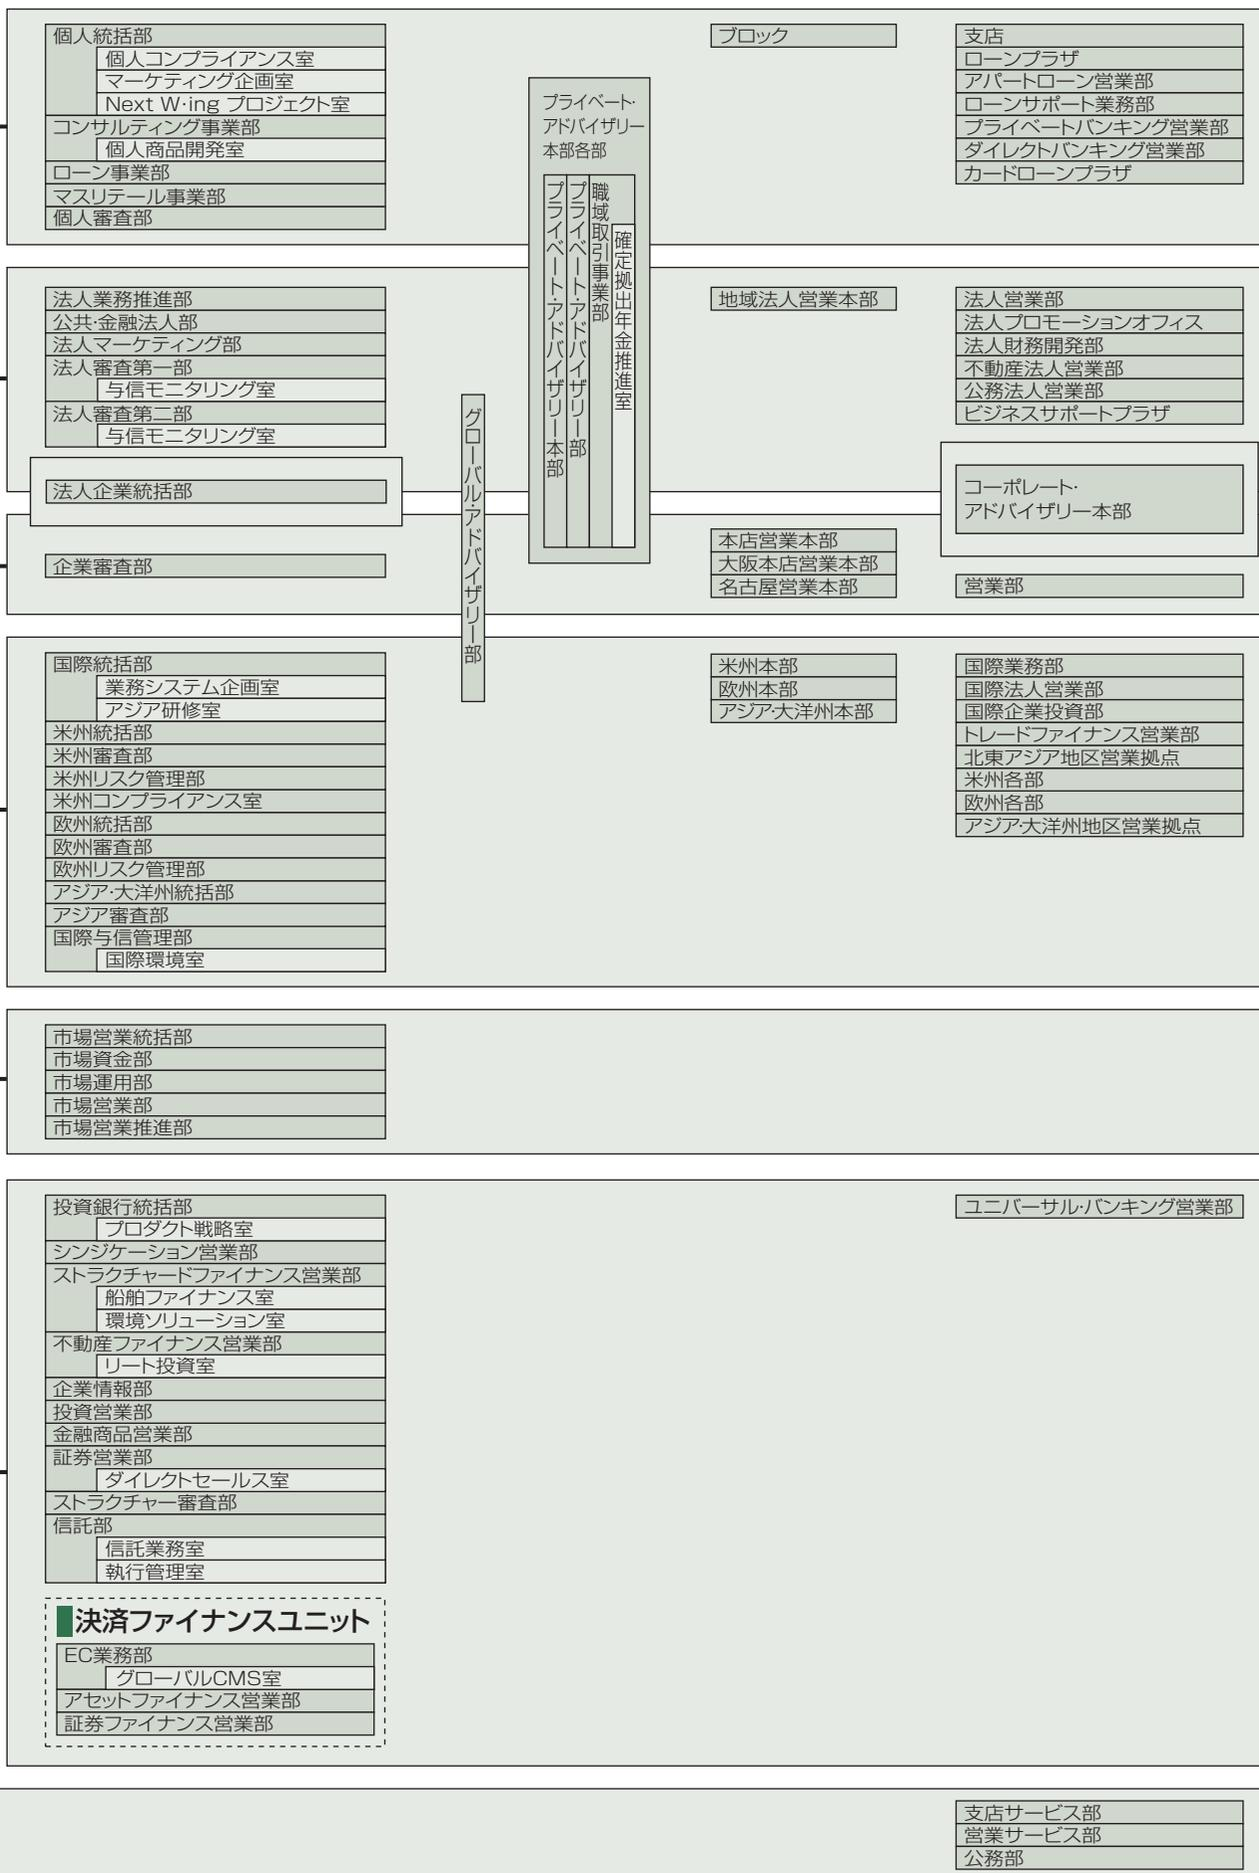 個人統括部
個人コンプライアンス室
マーケティング企画室
Next W·ing プロジェクト室
コンサルティング事業部
個人商品開発室
ローン事業部
マスリテール事業部
個人審査部
プライベート・
アドバイザリー
本部各部
プライベート・アドバイザリー本部
プライベート・アドバイザリー部
職域取引事業部
確定拠出年金推進室
ブロック
支店
ローンプラザ
アパートローン営業部
ローンサポート業務部
プライベートバンキング営業部
ダイレクトバンキング営業部
カードローンプラザ
法人業務推進部
公共・金融法人部
法人マーケティング部
法人審査第一部
与信モニタリング室
法人審査第二部
与信モニタリング室
法人企業統括部
グローバル・アドバイザリー部
地域法人営業本部
法人営業部
法人プロモーションオフィス
法人財務開発部
不動産法人営業部
公務法人営業部
ビジネスサポートプラザ
コーポレート・
アドバイザリー本部
企業審査部
本店営業本部
大阪本店営業本部
名古屋営業本部
営業部
国際統括部
業務システム企画室
アジア研修室
米州統括部
米州審査部
米州リスク管理部
米州コンプライアンス室
欧州統括部
欧州審査部
欧州リスク管理部
アジア・大洋州統括部
アジア審査部
国際与信管理部
国際環境室
米州本部
欧州本部
アジア・大洋州本部
国際業務部
国際法人営業部
国際企業投資部
トレードファイナンス営業部
北東アジア地区営業拠点
米州各部
欧州各部
アジア・大洋州地区営業拠点
市場営業統括部
市場資金部
市場運用部
市場営業部
市場営業推進部
投資銀行統括部
プロダクト戦略室
シンジケーション営業部
ストラクチャードファイナンス営業部
船舶ファイナンス室
環境ソリューション室
不動産ファイナンス営業部
リート投資室
企業情報部
投資営業部
金融商品営業部
証券営業部
ダイレクトセールス室
ストラクチャー審査部
信託部
信託業務室
執行管理室
決済ファイナンスユニット
EC業務部
グローバルCMS室
アセットファイナンス営業部
証券ファイナンス営業部
ユニバーサル・バンキング営業部
支店サービス部
営業サービス部
公務部